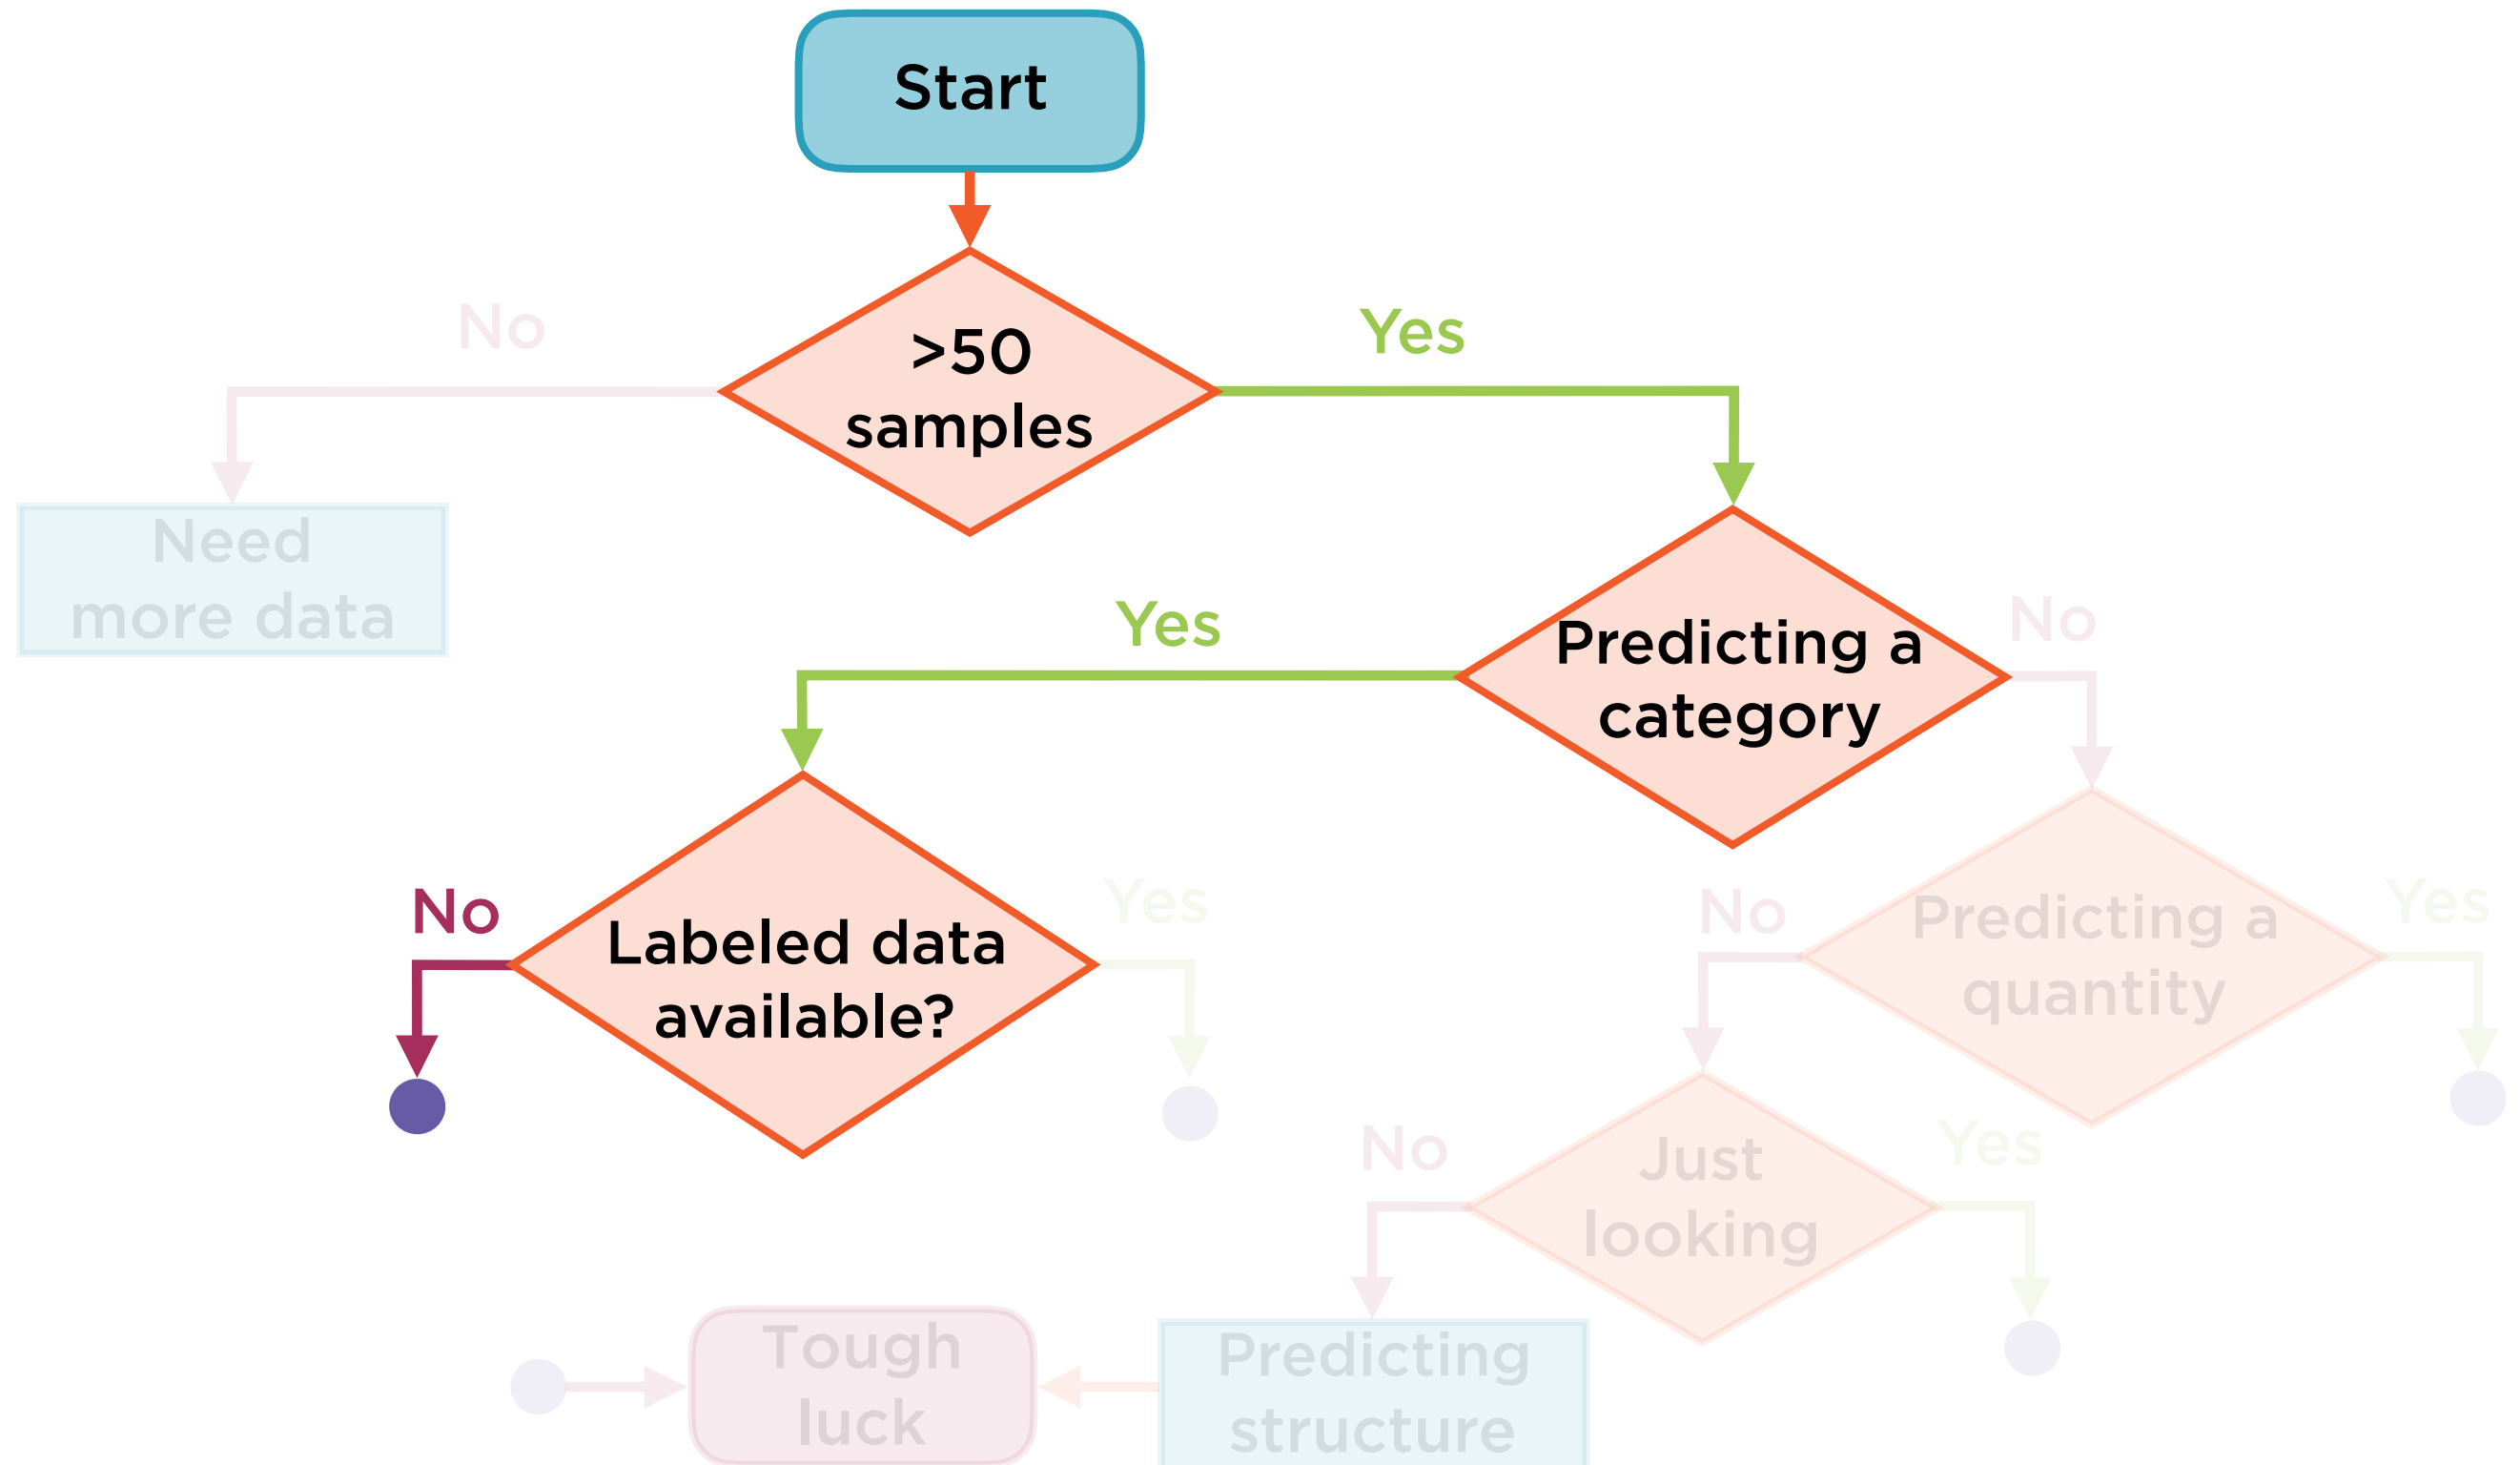 Start
No
Yes
>50
samples
Need
more data
Yes
No
Predicting a
category
No
Yes
No
Yes
Labeled data
available?
Predicting a
quantity
No
Yes
Just
looking
Tough
luck
Predicting
structure